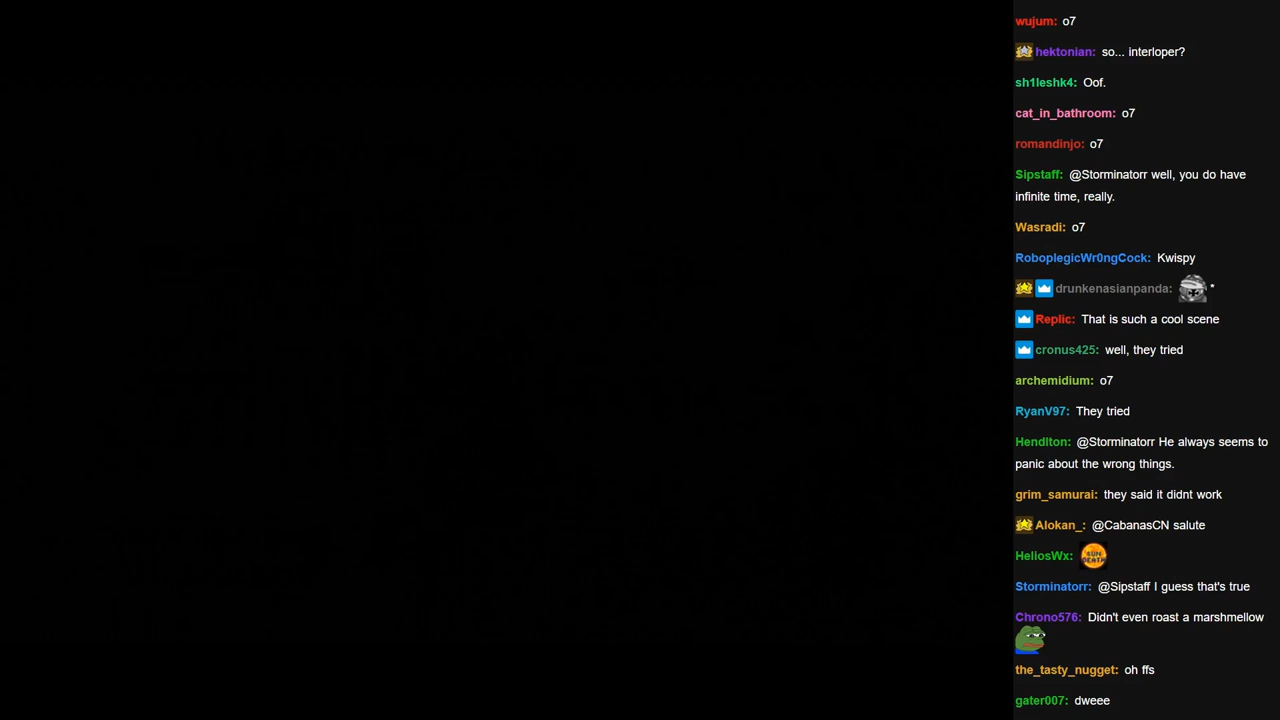 wujum: o7
hektonian: so... interloper?
sh1leshk4: Oof.
cat_in_bathroom: o7
romandinjo: o7
Sipstaff: @Storminatorr well, you do have
infinite time, really.
Wasradi: o7
RoboplegicWr0ngCock: Kwispy
drunkenasianpanda: *
Replic: That is such a cool scene
cronus425: well, they tried
archemidium: o7
RyanV97: They tried
Hendlton: @Storminatorr He always seems to
panic about the wrong things.
grim_samurai: they said it didnt work
Alokan_: @CabanasCN salute
HeliosWx: SUN DEATH
Storminatorr: @Sipstaff I guess that's true
Chrono576: Didn't even roast a marshmellow
the_tasty_nugget: oh ffs
gater007: dweee